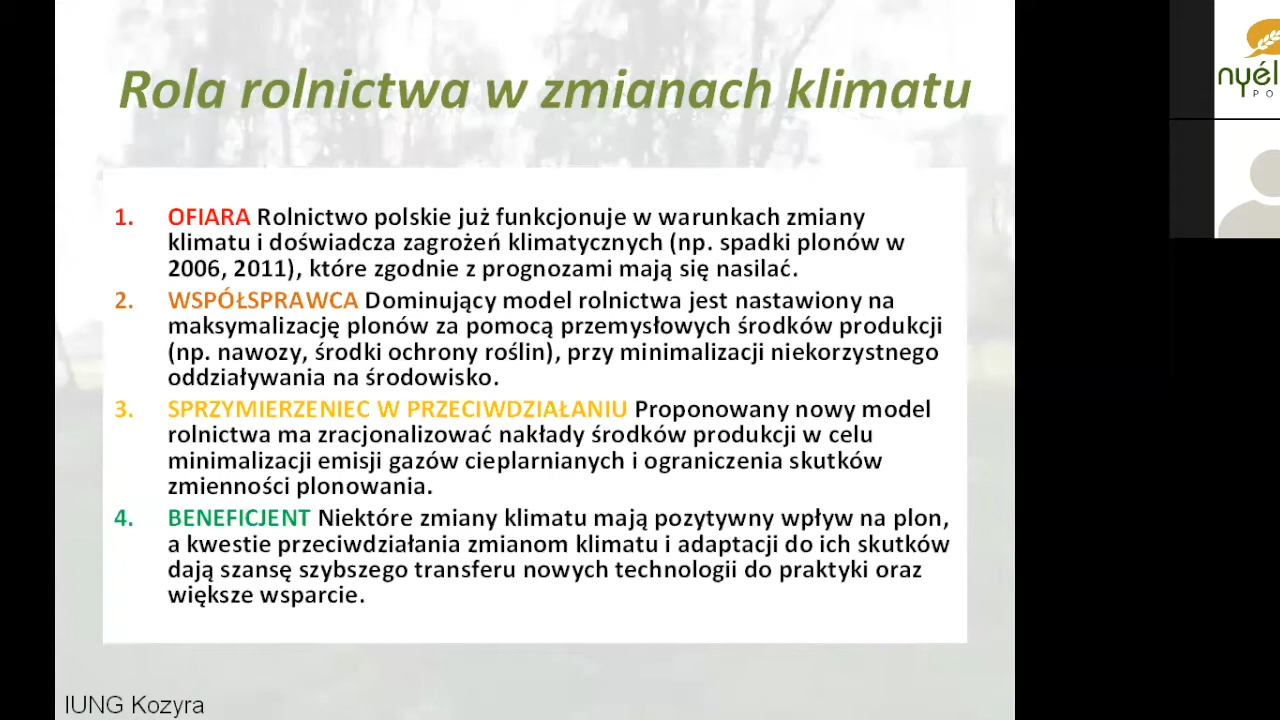 Rola rolnictwa w zmianach klimatu
1. OFIARA Rolnictwo polskie już funkcjonuje w warunkach zmiany
klimatu i doświadcza zagrożeń klimatycznych (np. spadki plonów w
2006, 2011), które zgodnie z prognozami mają się nasilać.
2. WSPÓŁSPRAWCA Dominujący model rolnictwa jest nastawiony na
maksymalizację plonów za pomocą przemysłowych środków produkcji
(np. nawozy, środki ochrony roślin), przy minimalizacji niekorzystnego
oddziaływania na środowisko.
3. SPRZYMIERZENIEC W PRZECIWDZIAŁANIU Proponowany nowy model
rolnictwa ma zracjonalizować nakłady środków produkcji w celu
minimalizacji emisji gazów cieplarnianych i ograniczenia skutków
zmienności plonowania.
4. BENEFICJENT Niektóre zmiany klimatu mają pozytywny wpływ na plon,
a kwestie przeciwdziałania zmianom klimatu i adaptacji do ich skutków
dają szansę szybszego transferu nowych technologii do praktyki oraz
większe wsparcie.
IUNG Kozyra
nyél
PO